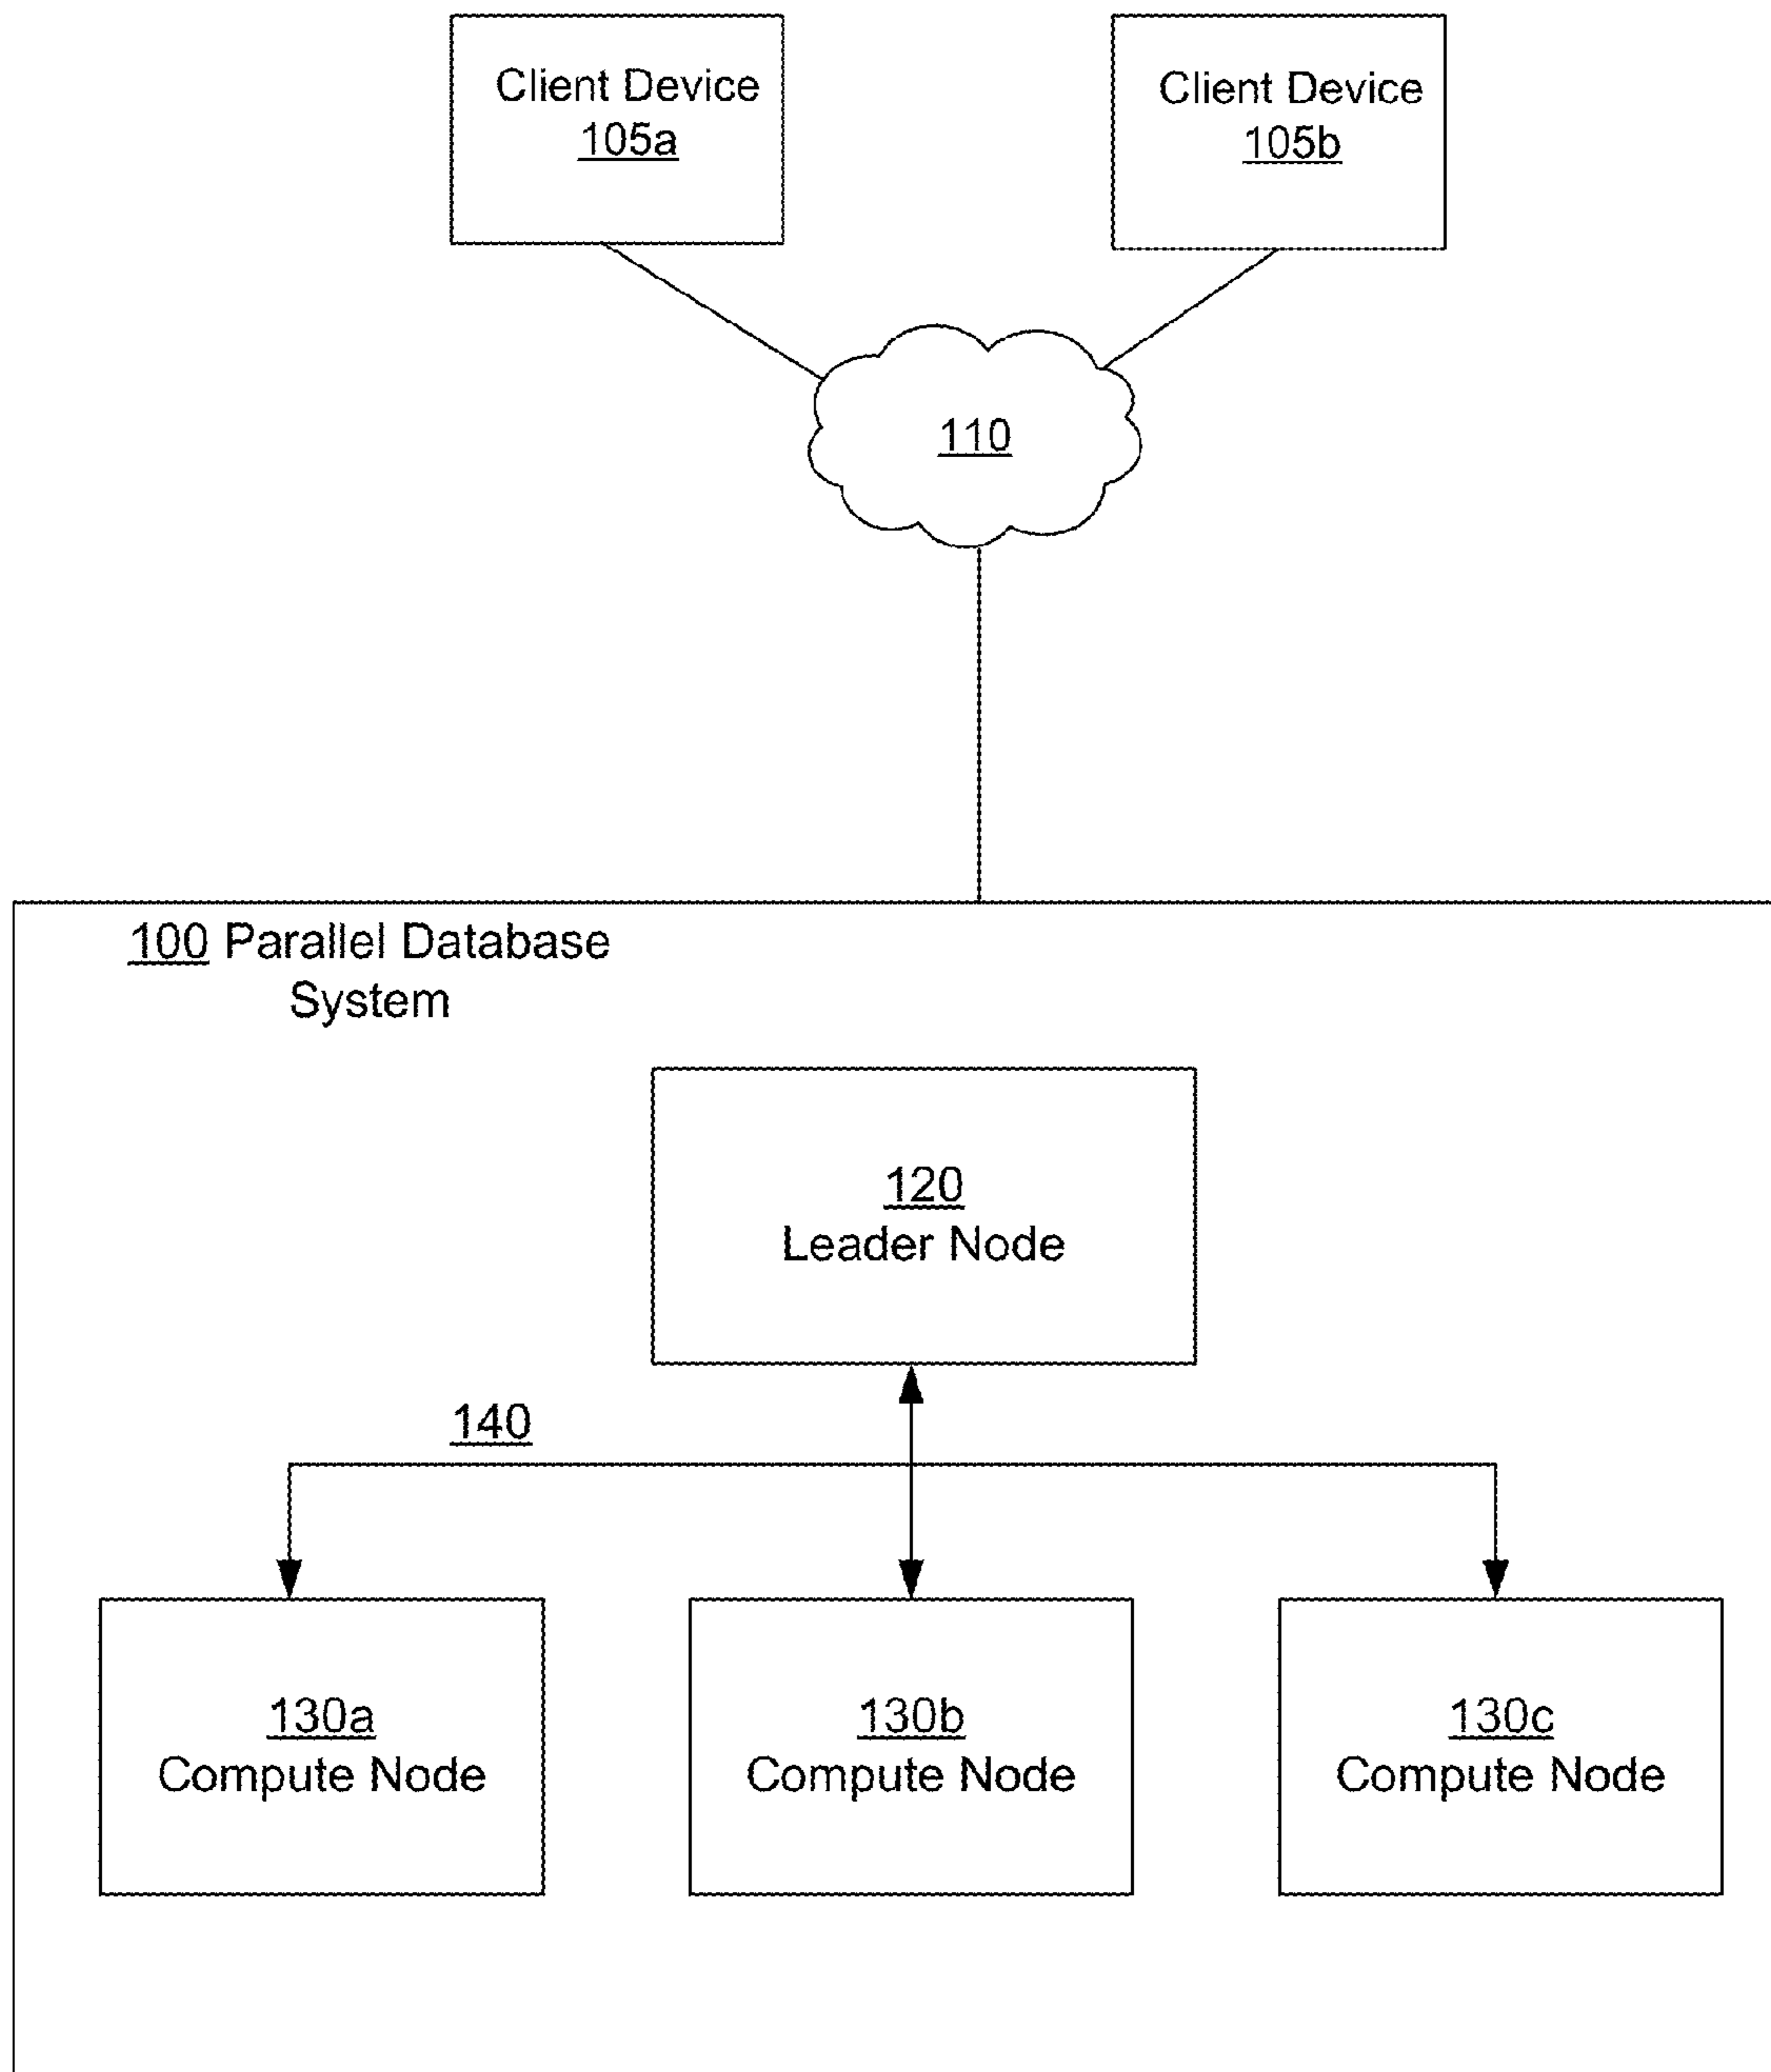 Client Device
105a
Client Device
105b
110
100 Parallel Database
System
120
Leader Node
140
130a
Compute Node
130b
Compute Node
130c
Compute Node